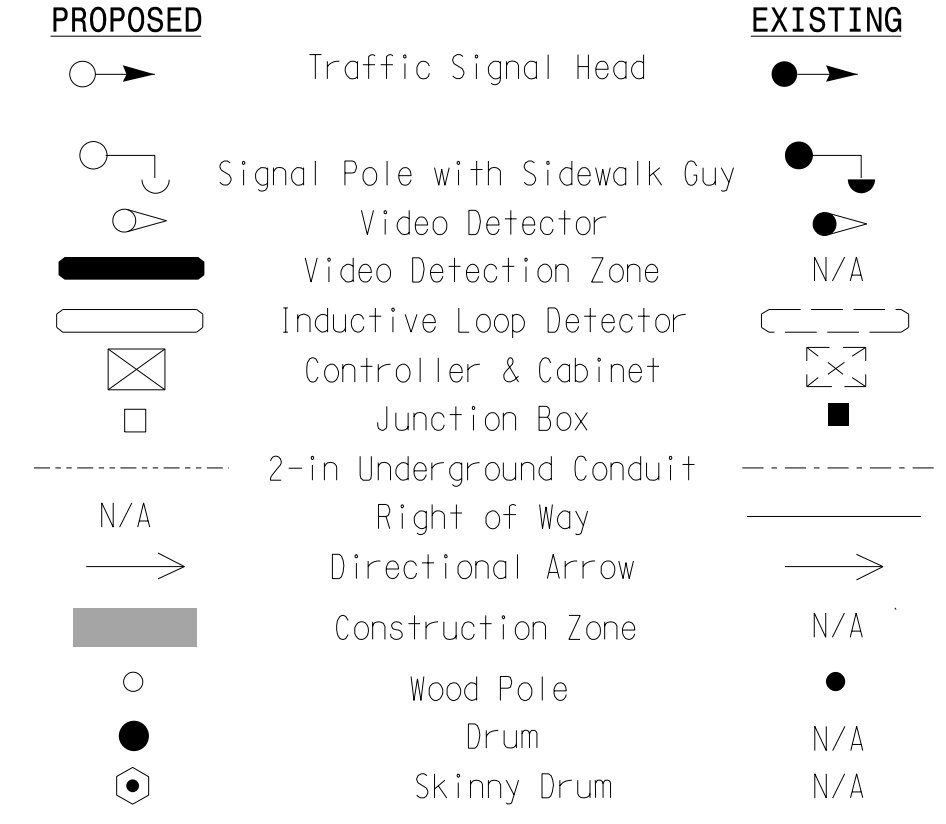 PROPOSED EXISTING
Traffic Signal Head
Signal Pole with Sidewalk Guy
Video Detector
Video Detection Zone N/A
Inductive Loop Detector
Controller & Cabinet
Junction Box
2-in Underground Conduit
N/A Right of Way
Directional Arrow
Construction Zone N/A
Wood Pole
Drum N/A
Skinny Drum N/A